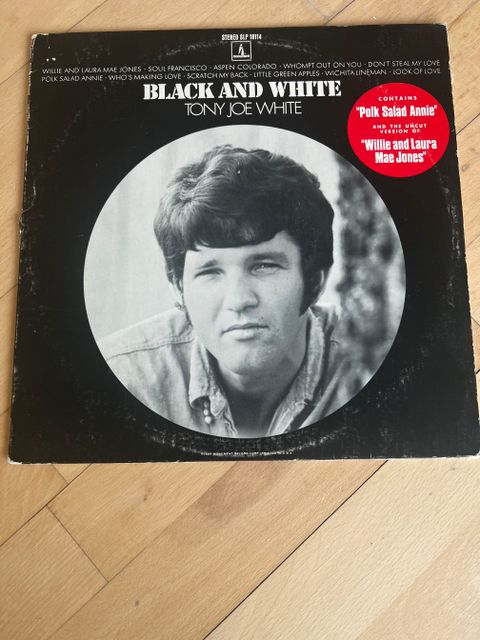 STEREO SLP 18114
WILLIE AND LAURA MAE JONES · SOUL FRANCISCO · ASPEN COLORADO · WHOMPT OUT ON YOU · DON'T STEAL MY LOVE
POLK SALAD ANNIE · WHO'S MAKING LOVE · SCRATCH MY BACK · LITTLE GREEN APPLES · WICHITA LINEMAN · LOOK OF LOVE
BLACK AND WHITE
TONY JOE WHITE
CONTAINS
"Polk Salad Annie"
AND THE UNCUT
VERSION OF:
"Willie and Laura
Mae Jones"